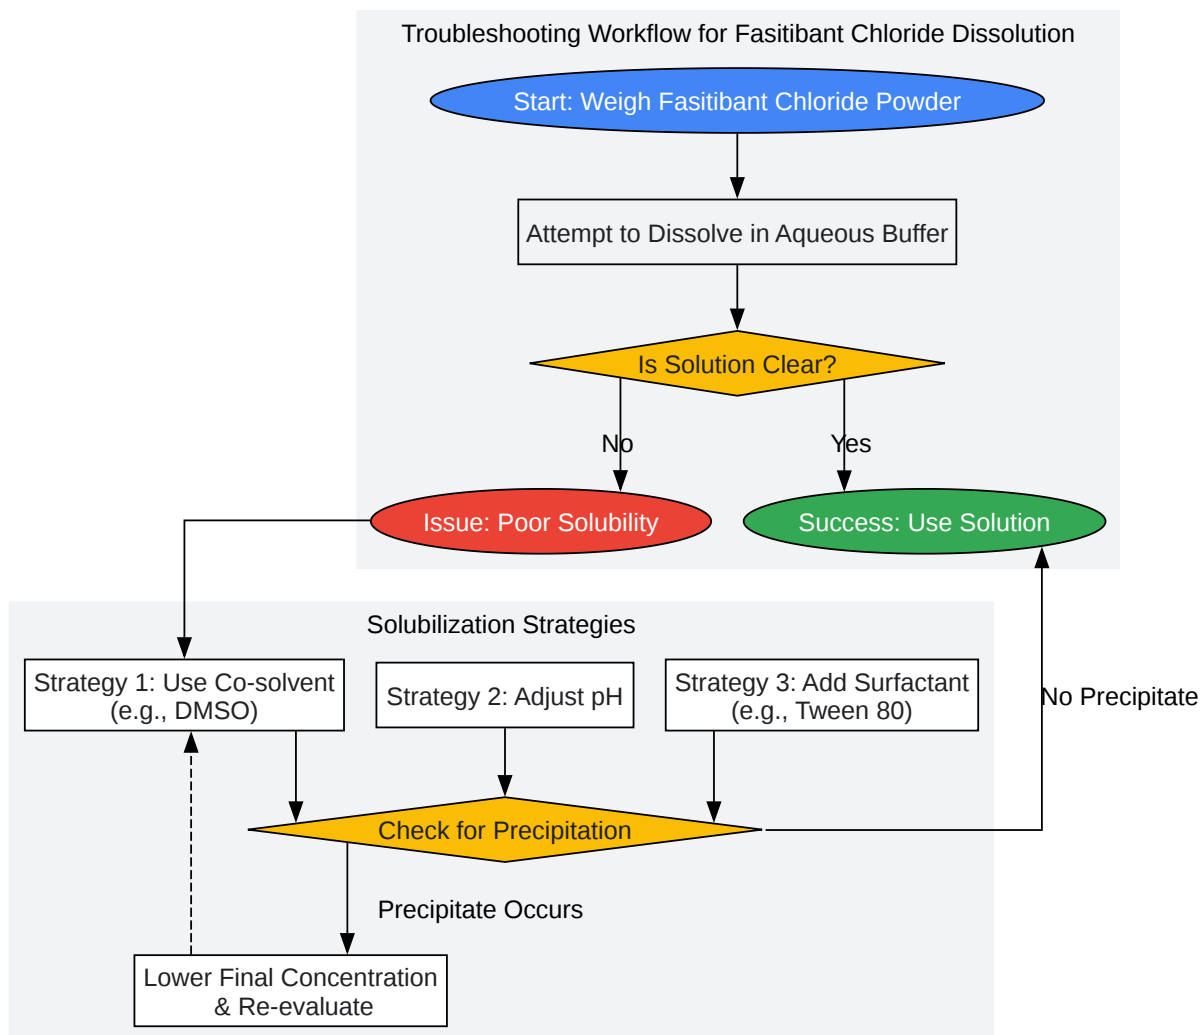 Troubleshooting Workflow for Fasitibant Chloride Dissolution
Start: Weigh Fasitibant Chloride Powder
Attempt to Dissolve in Aqueous Buffer
Is Solution Clear?
No
Yes
Issue: Poor Solubility
Success: Use Solution
Solubilization Strategies
Strategy 1: Use Co-solvent
(e.g., DMSO)
Strategy 2: Adjust pH
Strategy 3: Add Surfactant
(e.g., Tween 80)
No Precipitate
Check for Precipitation
Precipitate Occurs
Lower Final Concentration
& Re-evaluate